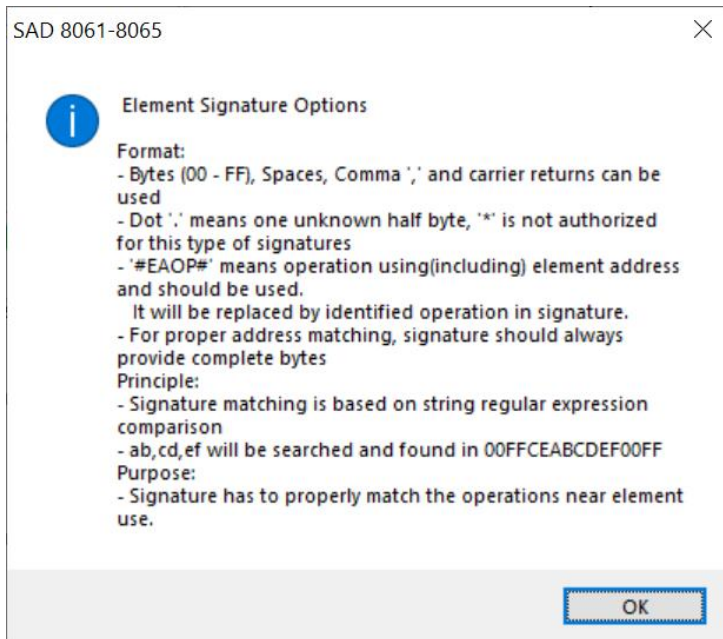 SAD 8061-8065
Element Signature Options
Format:
- Bytes (00 - FF), Spaces, Comma ',' and carrier returns can be
used
- Dot '.' means one unknown half byte, '*' is not authorized
for this type of signatures
- '#EAOP#' means operation using(including) element address
and should be used.
It will be replaced by identified operation in signature.
- For proper address matching, signature should always
provide complete bytes
Principle:
- Signature matching is based on string regular expression
comparison
- ab,cd,ef will be searched and found in 00FFCEABCDEF00FF
Purpose:
- Signature has to properly match the operations near element
use.
OK